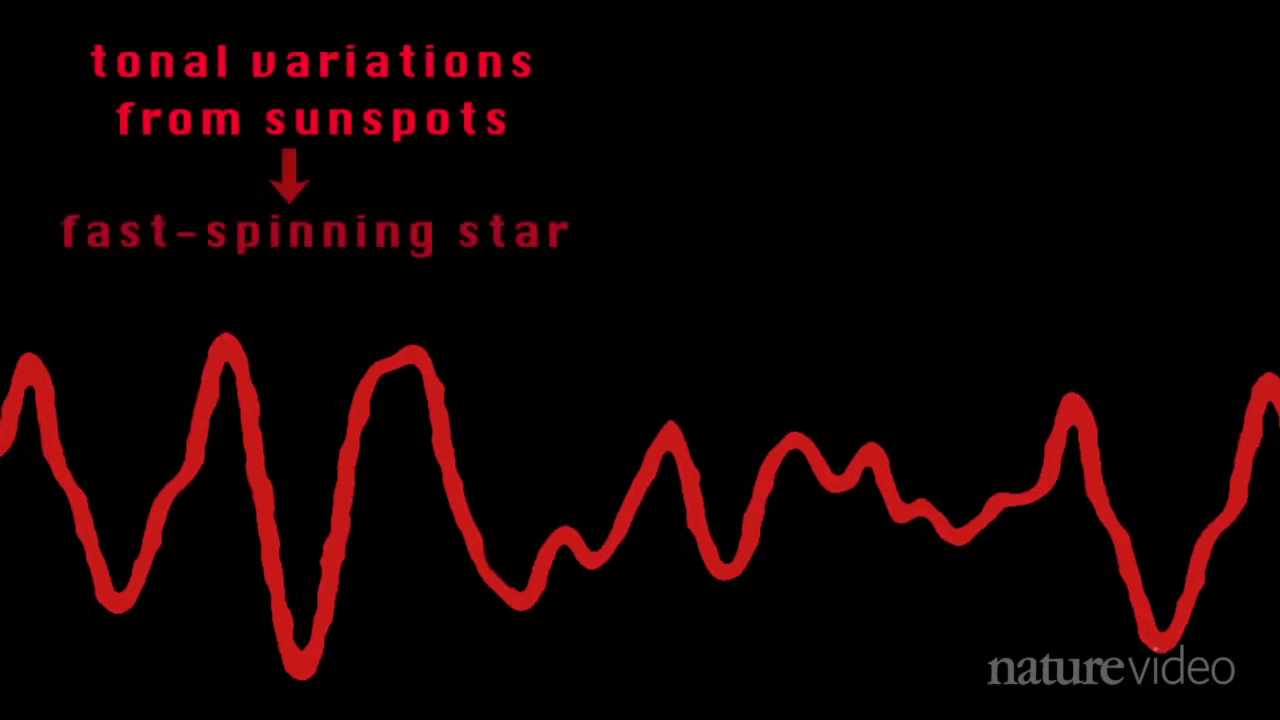 tonal variations
from sunspots
fast-spinning star
naturevideo